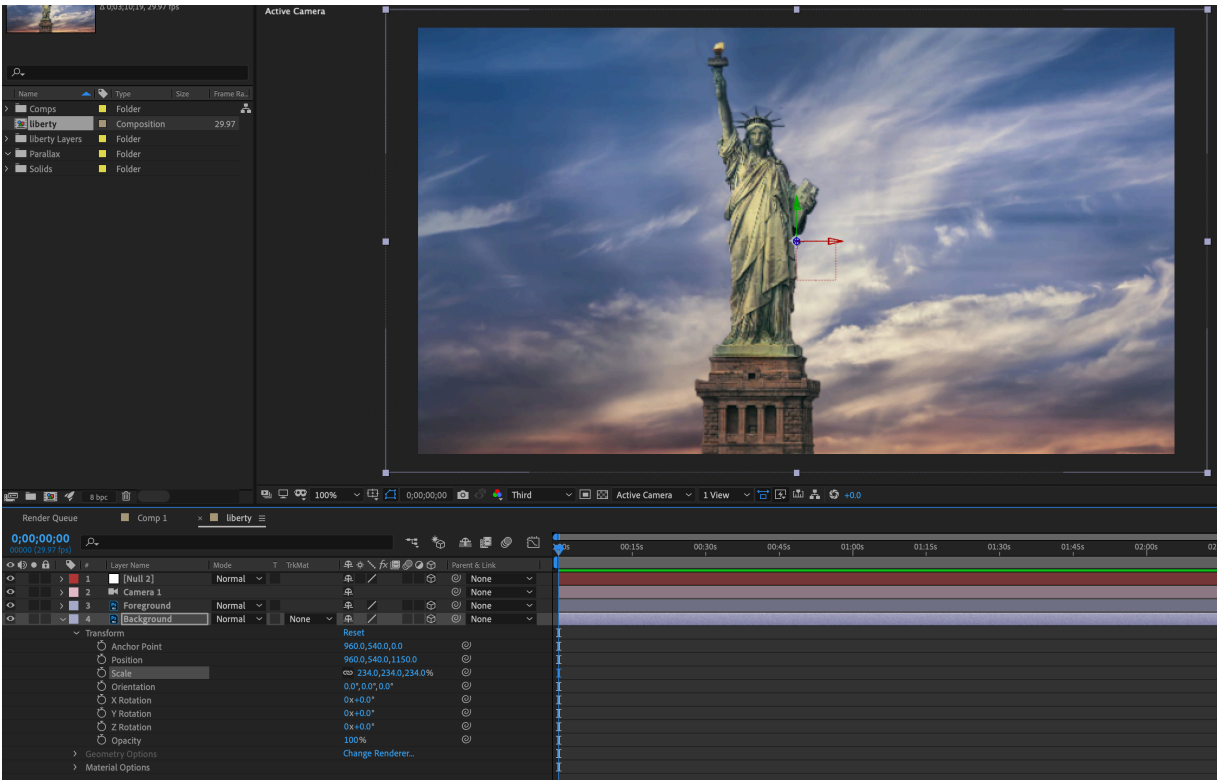 Δ 0;03;10;19, 29.97 fps
Name Type Size Frame Ra..
Comps Folder
liberty Composition 29.97
liberty Layers Folder
Parallax Folder
Solids Folder
8 bpc
Active Camera
100% 0;00;00;00 Third Active Camera 1 View +0.0
Render Queue Comp 1 × liberty
0;00;00;00
00000 (29.97 fps)
00:15s 00:30s 00:45s 01:00s 01:15s 01:30s 01:45s 02:00s 02
# Layer Name Mode T TrkMat Parent & Link
1 [Null 2] Normal None
2 Camera 1 None
3 Foreground Normal None
4 Background Normal None None
Transform Reset
Anchor Point 960.0,540.0,0.0
Position 960.0,540.0,1150.0
Scale 234.0,234.0,234.0%
Orientation 0.0°,0.0°,0.0°
X Rotation 0x+0.0°
Y Rotation 0x+0.0°
Z Rotation 0x+0.0°
Opacity 100%
Geometry Options Change Renderer...
Material Options